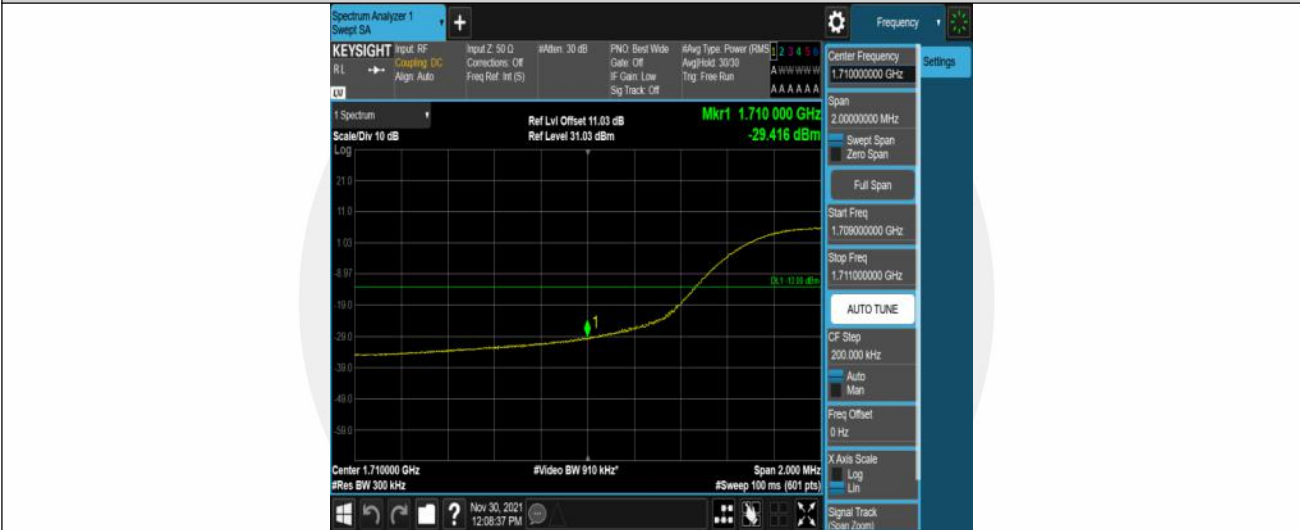 Spectrum Analyzer 1
Swept SA
Frequency
KEYSIGHT
RL
Input: RF
Coupling: DC
Align: Auto
Input Z: 50 Ω
Corrections: Off
Freq Ref: Int (S)
#Atten: 30 dB
PNO: Best Wide
Gate: Off
IF Gain: Low
Sig Track: Off
#Avg Type: Power (RMS
Avg|Hold: 30/30
Trig: Free Run
1 2 3 4 5 6
A W W W W W
A A A A A A
1 Spectrum
Scale/Div 10 dB
Log
Ref Lvl Offset 11.03 dB
Ref Level 31.03 dBm
Mkr1 1.710 000 GHz
-29.416 dBm
21.0
11.0
1.03
-8.97
-19.0
-29.0
-39.0
-49.0
-59.0
DL1 -13.00 dBm
1
Center 1.710000 GHz
#Res BW 300 kHz
#Video BW 910 kHz*
Span 2.000 MHz
#Sweep 100 ms (601 pts)
Nov 30, 2021
12:08:37 PM
Center Frequency
1.710000000 GHz
Settings
Span
2.00000000 MHz
Swept Span
Zero Span
Full Span
Start Freq
1.709000000 GHz
Stop Freq
1.711000000 GHz
AUTO TUNE
CF Step
200.000 kHz
Auto
Man
Freq Offset
0 Hz
X Axis Scale
Log
Lin
Signal Track
(Span Zoom)